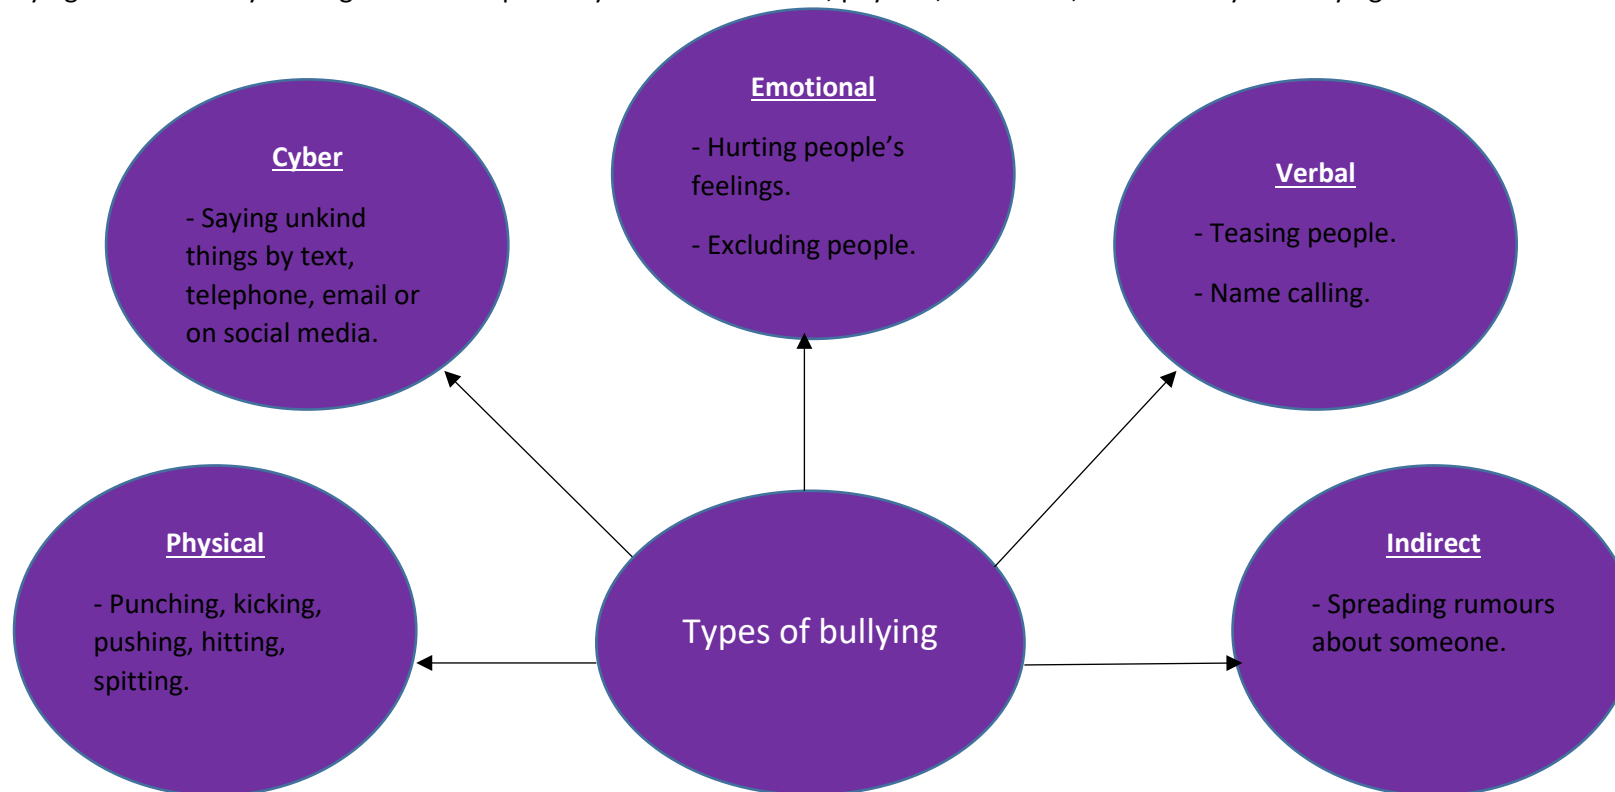 Cyber
- Saying unkind
things by text,
telephone, email or
on social media.
Emotional
- Hurting people’s
feelings.
- Excluding people.
Verbal
- Teasing people.
- Name calling.
Physical
- Punching, kicking,
pushing, hitting,
spitting.
Types of bullying
Indirect
- Spreading rumours
about someone.